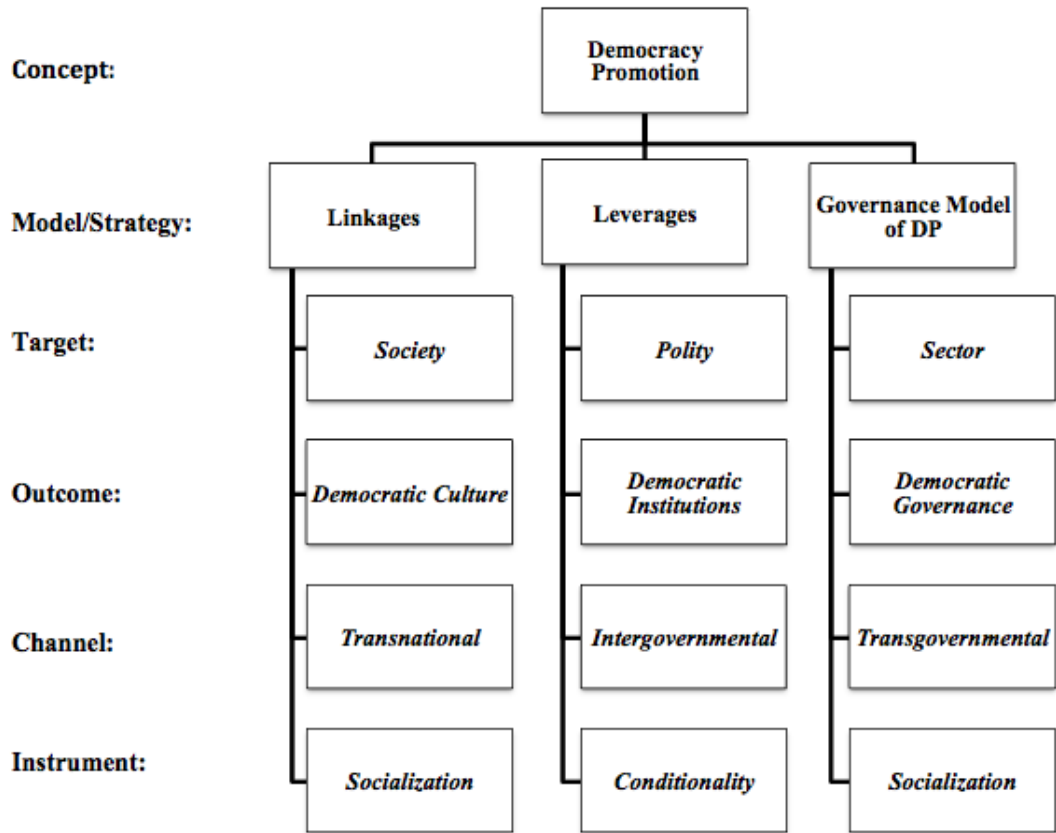 Concept:
Democracy
Promotion
Model/Strategy:
Linkages
Leverages
Governance Model
of DP
Target:
Society
Polity
Sector
Outcome:
Democratic Culture
Democratic
Institutions
Democratic
Governance
Channel:
Transnational
Intergovernmental
Transgovernmental
Instrument:
Socialization
Conditionality
Socialization